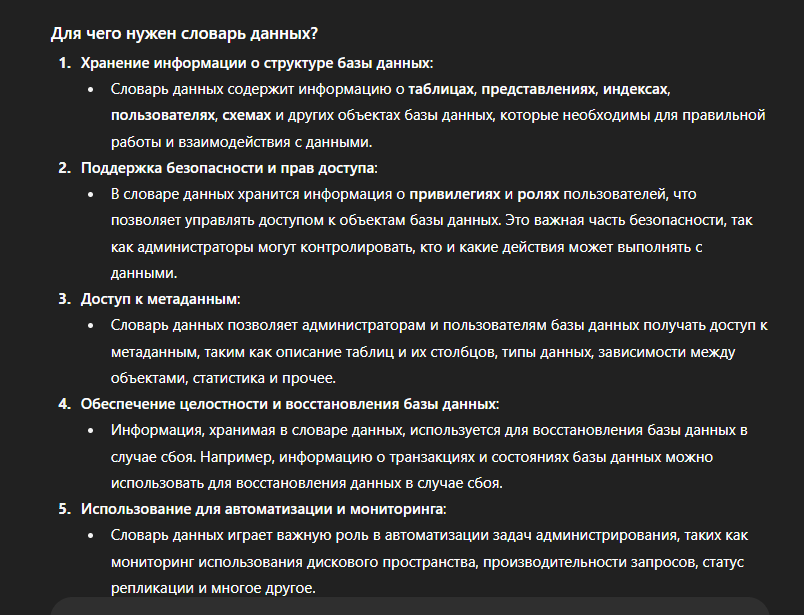 Для чего нужен словарь данных?
1. Хранение информации о структуре базы данных:
• Словарь данных содержит информацию о таблицах, представлениях, индексах,
пользователях, схемах и других объектах базы данных, которые необходимы для правильной
работы и взаимодействия с данными.
2. Поддержка безопасности и прав доступа:
• В словаре данных хранится информация о привилегиях и ролях пользователей, что
позволяет управлять доступом к объектам базы данных. Это важная часть безопасности, так
как администраторы могут контролировать, кто и какие действия может выполнять с
данными.
3. Доступ к метаданным:
• Словарь данных позволяет администраторам и пользователям базы данных получать доступ к
метаданным, таким как описание таблиц и их столбцов, типы данных, зависимости между
объектами, статистика и прочее.
4. Обеспечение целостности и восстановления базы данных:
• Информация, хранимая в словаре данных, используется для восстановления базы данных в
случае сбоя. Например, информацию о транзакциях и состояниях базы данных можно
использовать для восстановления данных в случае сбоя.
5. Использование для автоматизации и мониторинга:
• Словарь данных играет важную роль в автоматизации задач администрирования, таких как
мониторинг использования дискового пространства, производительности запросов, статус
репликации и многое другое.